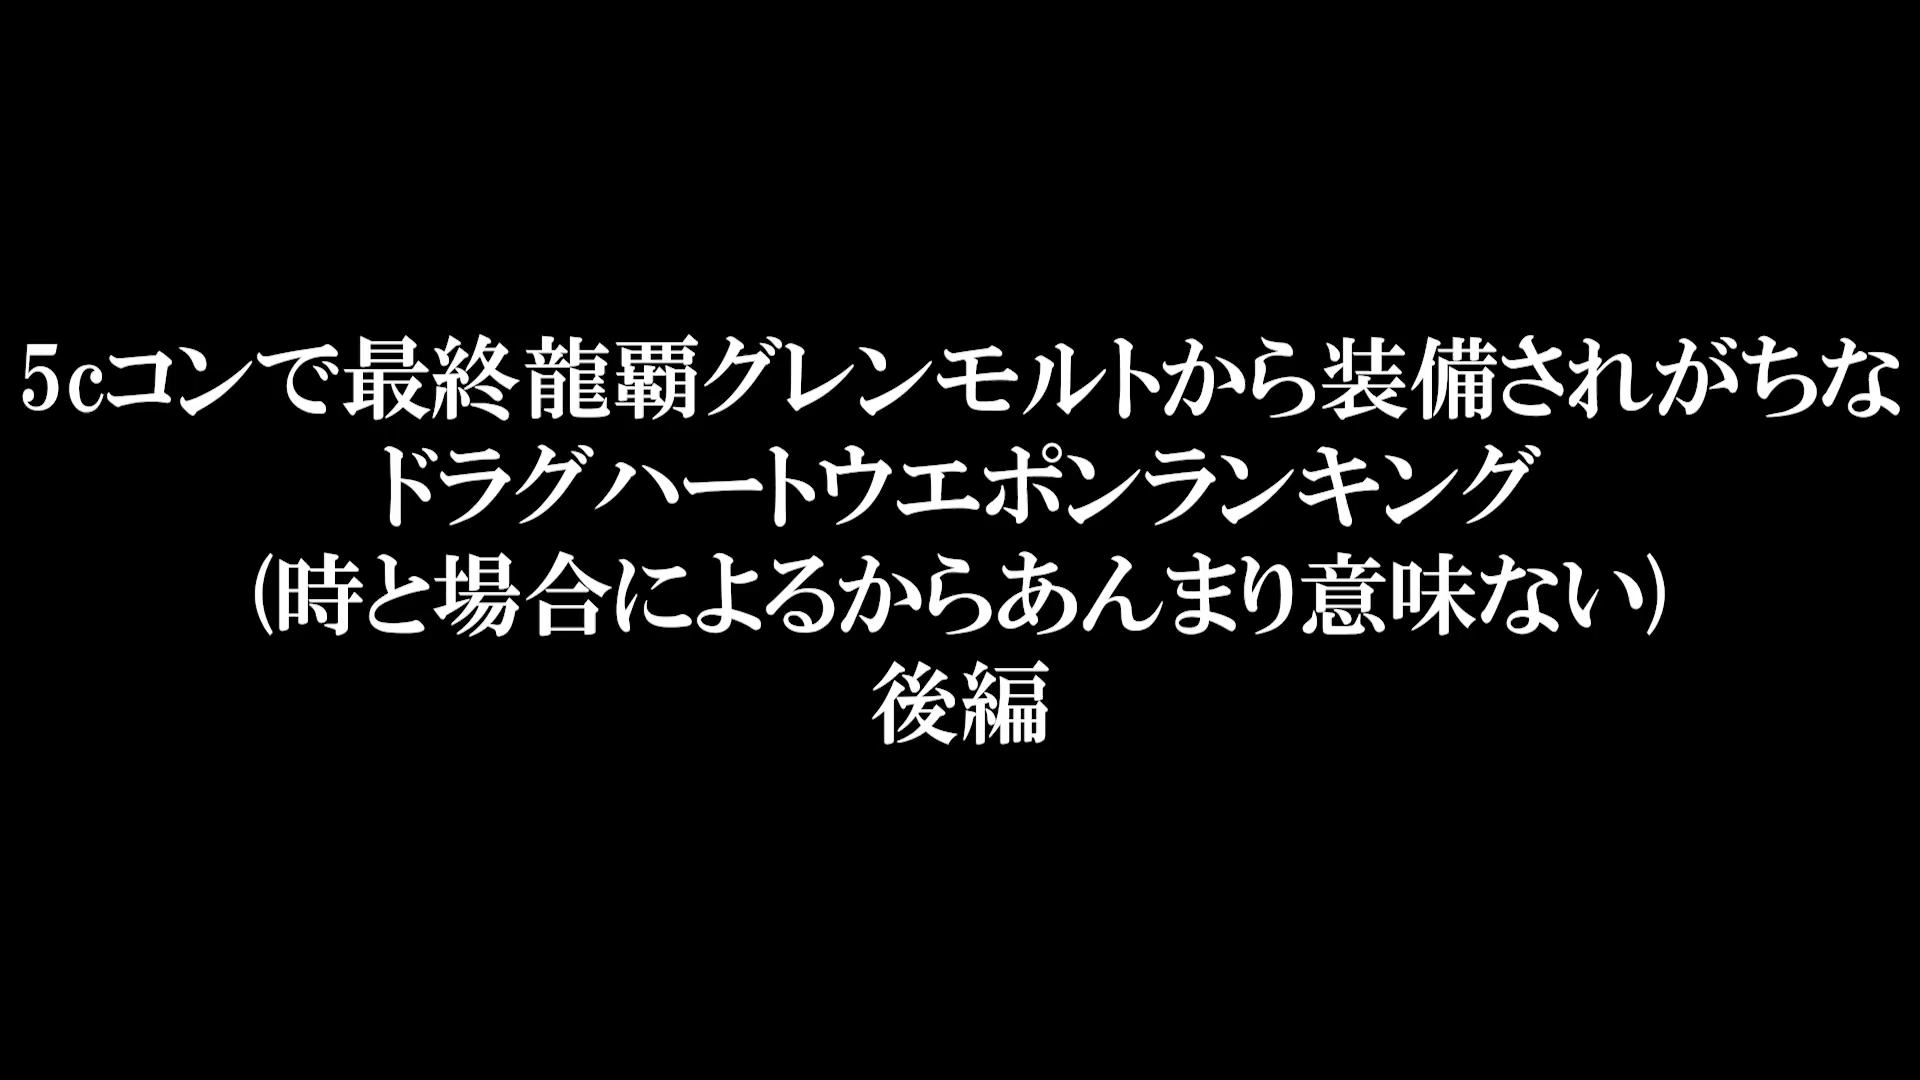 5cコンで最終龍覇グレンモルトから装備されがちな
ドラグハートウエポンランキング
(時と場合によるからあんまり意味ない)
後編